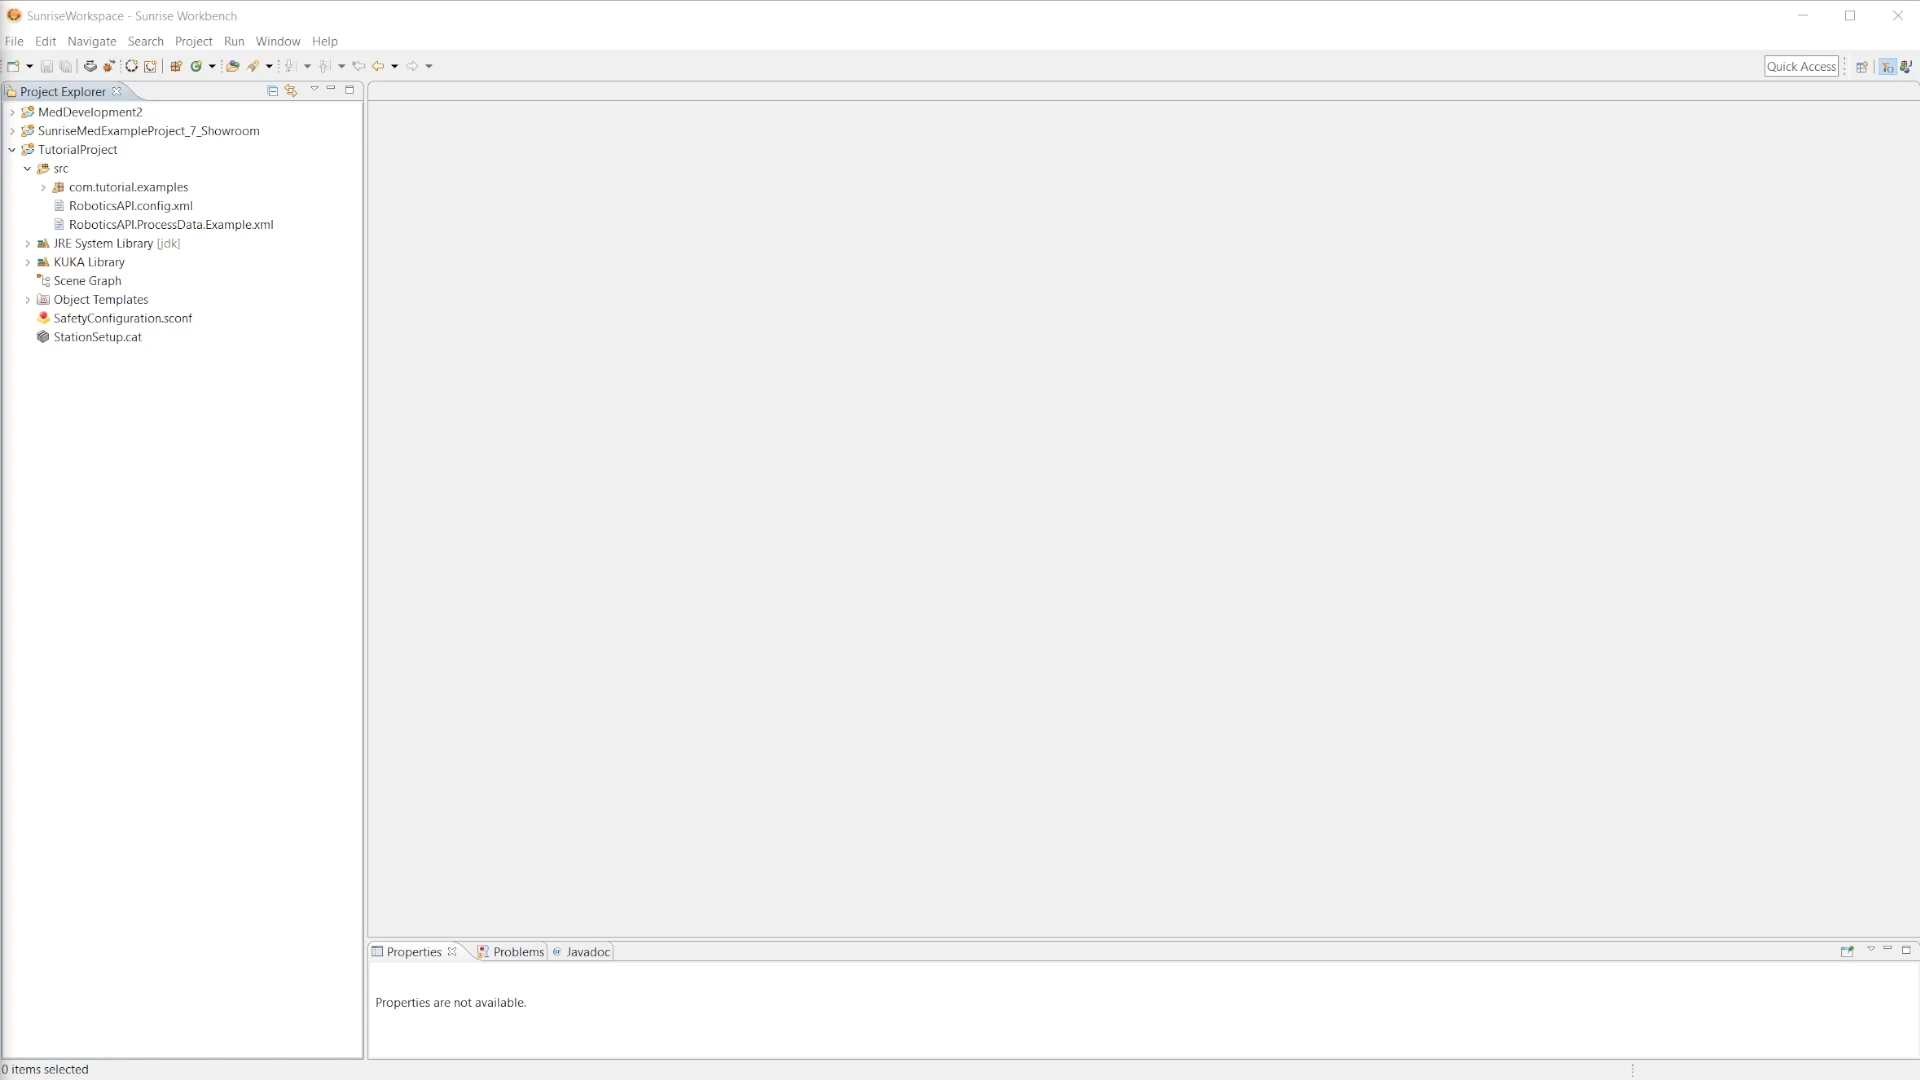 SunriseWorkspace - Sunrise Workbench
File Edit Navigate Search Project Run Window Help
Quick Access
Project Explorer
MedDevelopment2
SunriseMedExampleProject_7_Showroom
TutorialProject
src
com.tutorial.examples
RoboticsAPI.config.xml
RoboticsAPI.ProcessData.Example.xml
JRE System Library [jdk]
KUKA Library
Scene Graph
Object Templates
SafetyConfiguration.sconf
StationSetup.cat
Properties Problems @ Javadoc
Properties are not available.
0 items selected